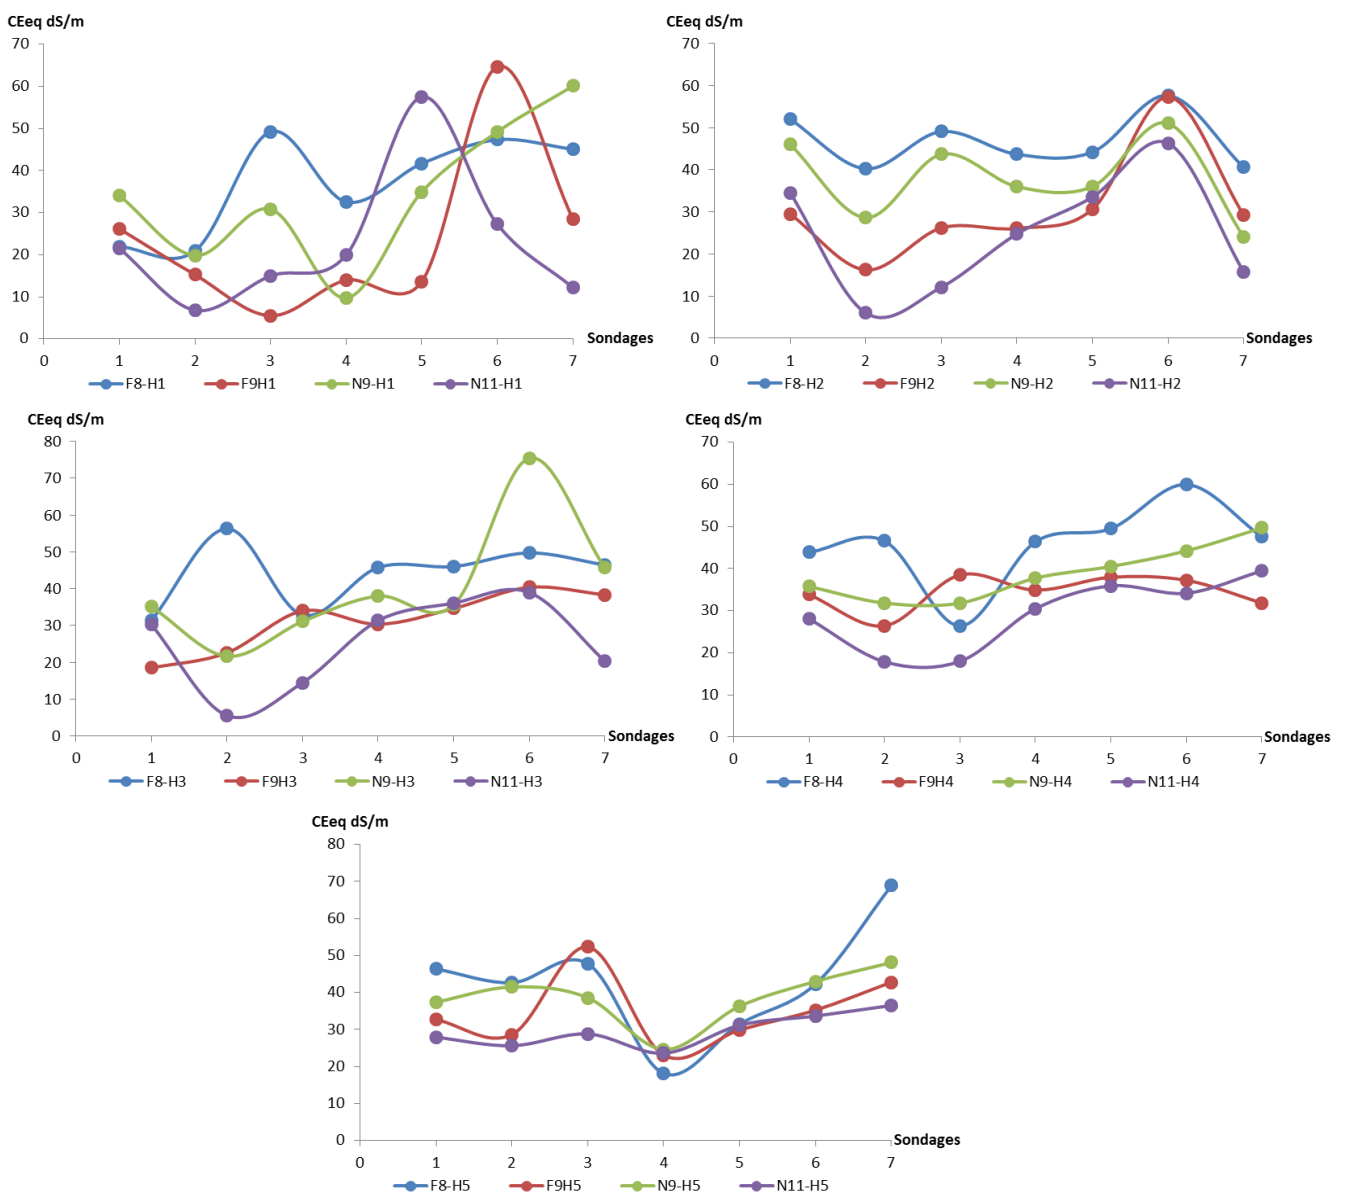 CEeq dS/m
70
60
50
40
30
20
10
0
0 1 2 3 4 5 6 7
Sondages
F8-H1 F9H1 N9-H1 N11-H1
CEeq dS/m
70
60
50
40
30
20
10
0
0 1 2 3 4 5 6 7
Sondages
F8-H2 F9H2 N9-H2 N11-H2
CEeq dS/m
80
70
60
50
40
30
20
10
0
0 1 2 3 4 5 6 7
Sondages
F8-H3 F9H3 N9-H3 N11-H3
CEeq dS/m
70
60
50
40
30
20
10
0
0 1 2 3 4 5 6 7
Sondages
F8-H4 F9H4 N9-H4 N11-H4
CEeq dS/m
80
70
60
50
40
30
20
10
0
0 1 2 3 4 5 6 7
Sondages
F8-H5 F9H5 N9-H5 N11-H5